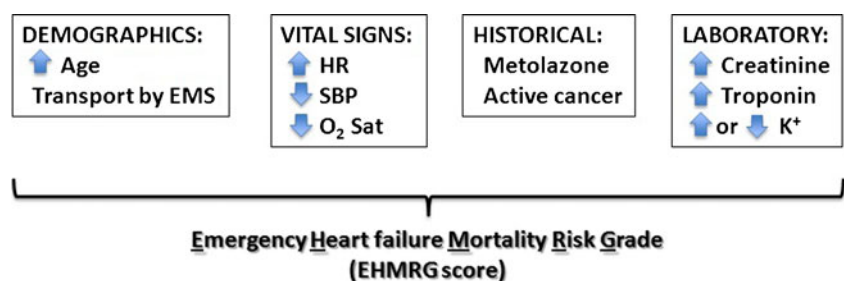 DEMOGRAPHICS:
Age
Transport by EMS
VITAL SIGNS:
HR
SBP
O₂ Sat
HISTORICAL:
Metolazone
Active cancer
LABORATORY:
Creatinine
Troponin
or K⁺
Emergency Heart failure Mortality Risk Grade
(EHMRG score)